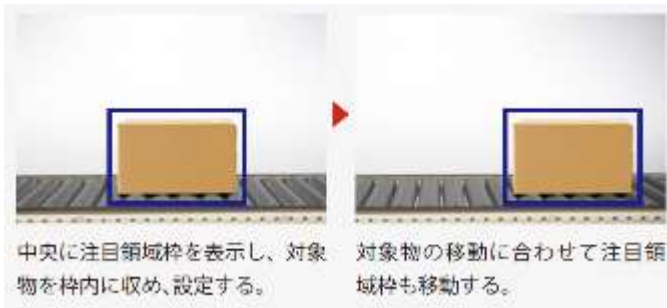 中央に注目領域枠を表示し、対象
物を枠内に収め、設定する。
対象物の移動に合わせて注目領
域枠も移動する。